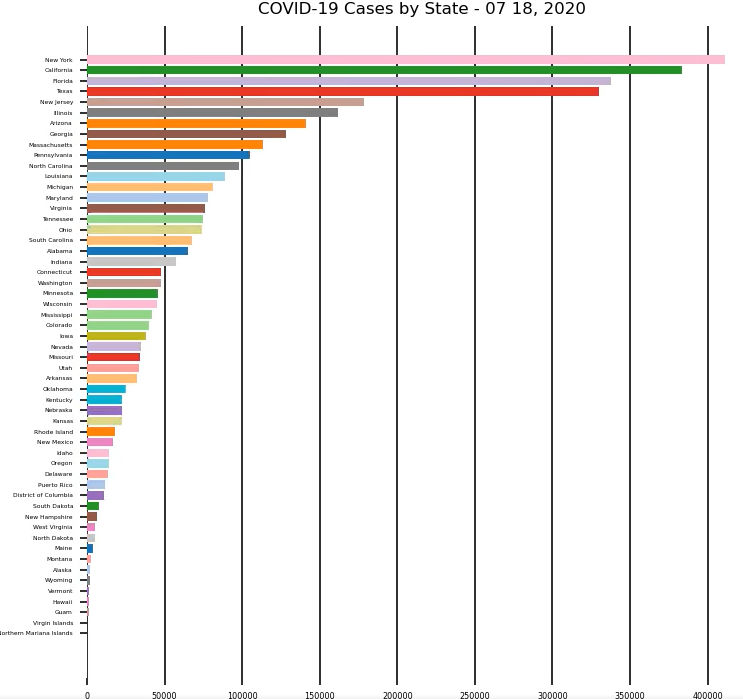 COVID-19 Cases by State - 07 18, 2020
New York
California
Florida
Texas
New Jersey
Illinois
Arizona
Georgia
Massachusetts
Pennsylvania
North Carolina
Louisiana
Michigan
Maryland
Virginia
Tennessee
Ohio
South Carolina
Alabama
Indiana
Connecticut
Washington
Minnesota
Wisconsin
Mississippi
Colorado
Iowa
Nevada
Missouri
Utah
Arkansas
Oklahoma
Kentucky
Nebraska
Kansas
Rhode Island
New Mexico
Idaho
Oregon
Delaware
Puerto Rico
District of Columbia
South Dakota
New Hampshire
West Virginia
North Dakota
Maine
Montana
Alaska
Wyoming
Vermont
Hawaii
Guam
Virgin Islands
Northern Mariana Islands
0 50000 100000 150000 200000 250000 300000 350000 400000